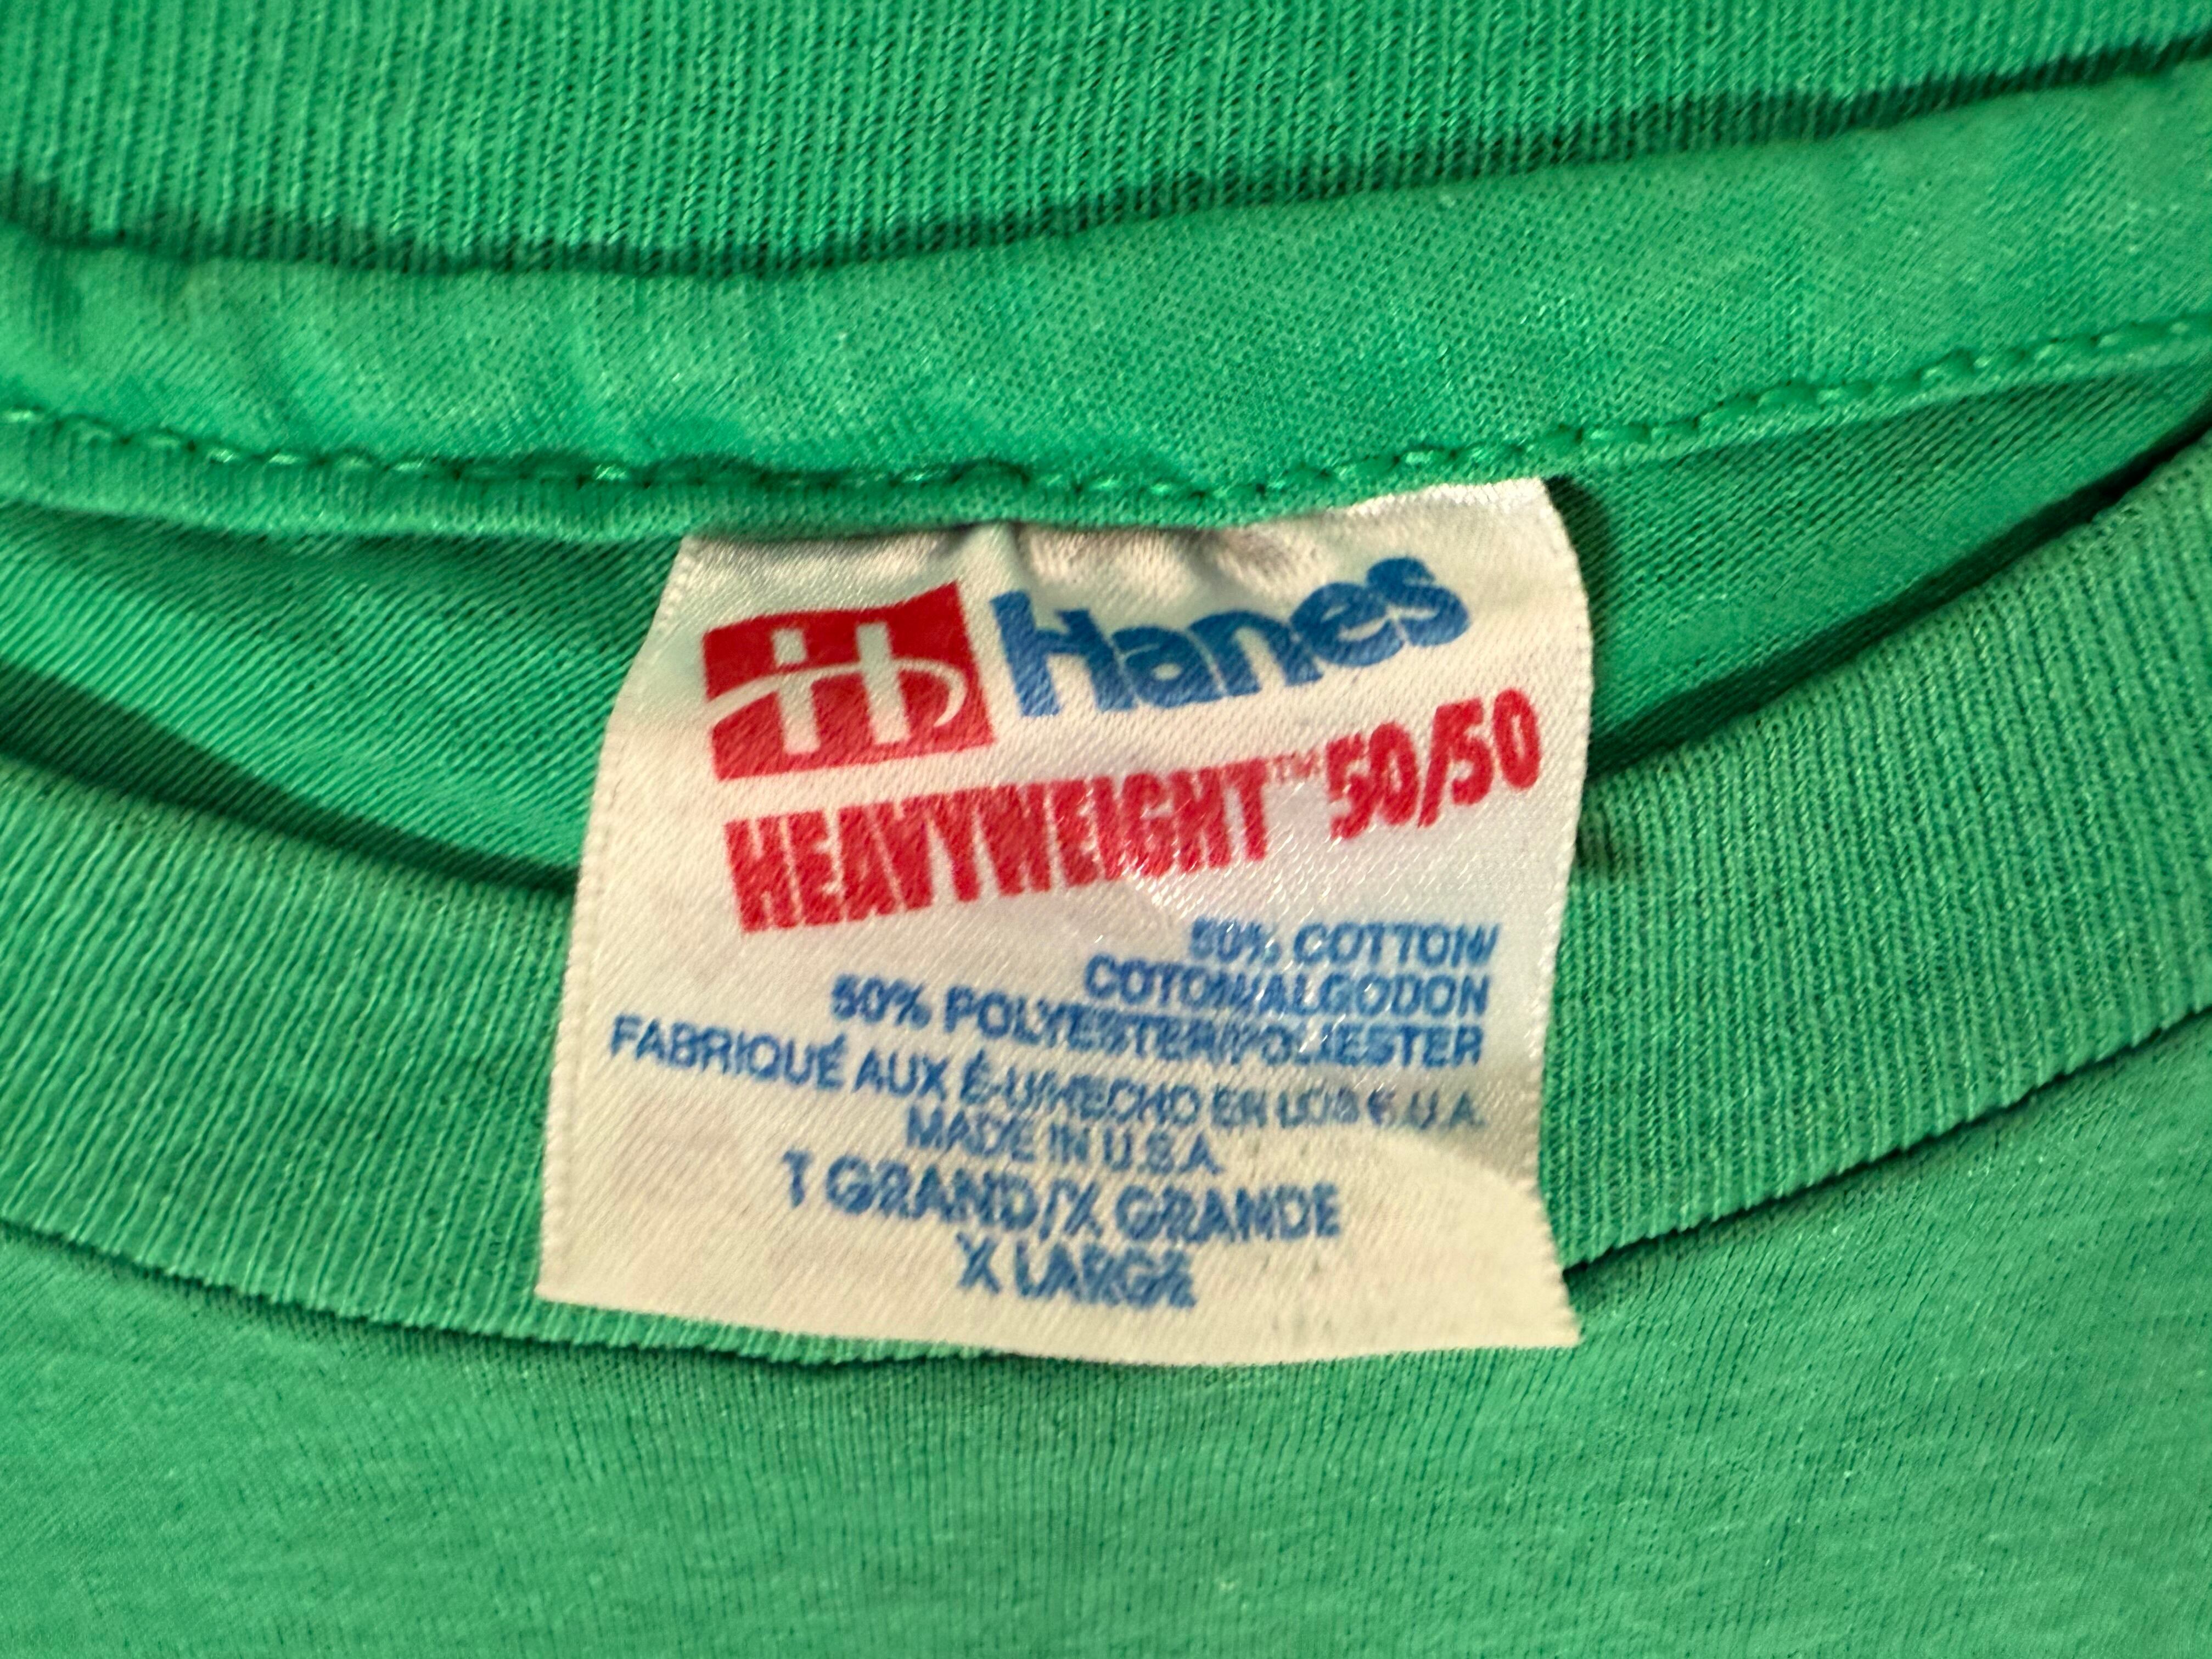 H Hanes
HEAVYWEIGHT™ 50/50
50% COTTON/
COTON/ALGODON
50% POLYESTER/POLIESTER
FABRIQUÉ AUX É-U/HECHO EN LOS E.U.A.
MADE IN U.S.A.
T GRAND/X GRANDE
X LARGE